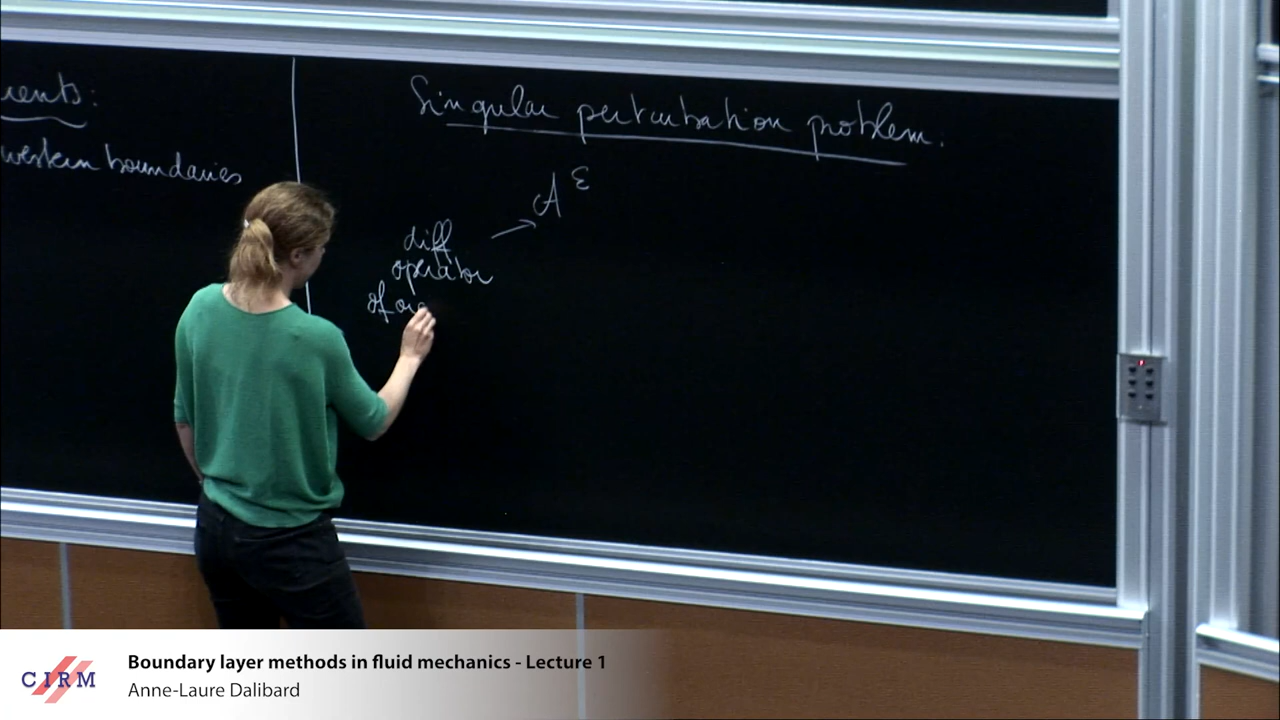 western boundaries
Singular perturbation problem.
𝒜 ε
diff
operator
of
CIRM
Boundary layer methods in fluid mechanics - Lecture 1
Anne-Laure Dalibard